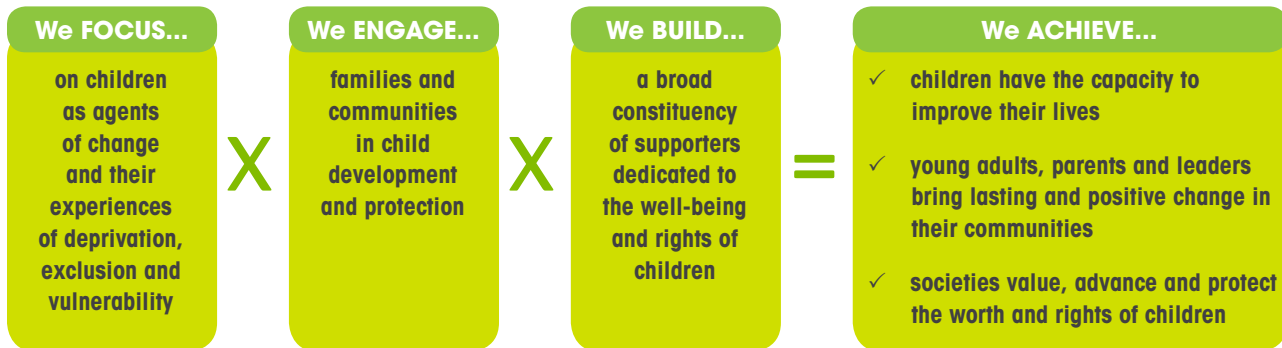 We FOCUS...
on children
as agents
of change
and their
experiences
of deprivation,
exclusion and
vulnerability
X
We ENGAGE...
families and
communities
in child
development
and protection
X
We BUILD...
a broad
constituency
of supporters
dedicated to
the well-being
and rights of
children
=
We ACHIEVE...
✓ children have the capacity to
improve their lives
✓ young adults, parents and leaders
bring lasting and positive change in
their communities
✓ societies value, advance and protect
the worth and rights of children